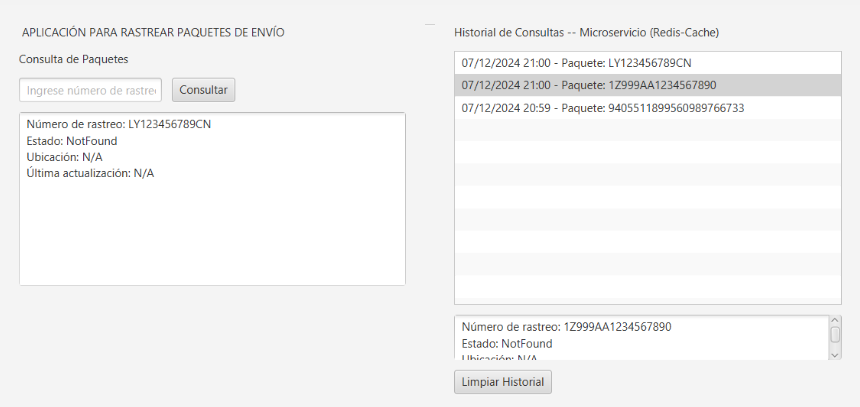 APLICACIÓN PARA RASTREAR PAQUETES DE ENVÍO
Consulta de Paquetes
Ingrese número de rastre
Consultar
Número de rastreo: LY123456789CN
Estado: NotFound
Ubicación: N/A
Última actualización: N/A
Historial de Consultas -- Microservicio (Redis-Cache)
07/12/2024 21:00 - Paquete: LY123456789CN
07/12/2024 21:00 - Paquete: 1Z999AA1234567890
07/12/2024 20:59 - Paquete: 9405511899560989766733
Número de rastreo: 1Z999AA1234567890
Estado: NotFound
Ubicación: N/A
Limpiar Historial